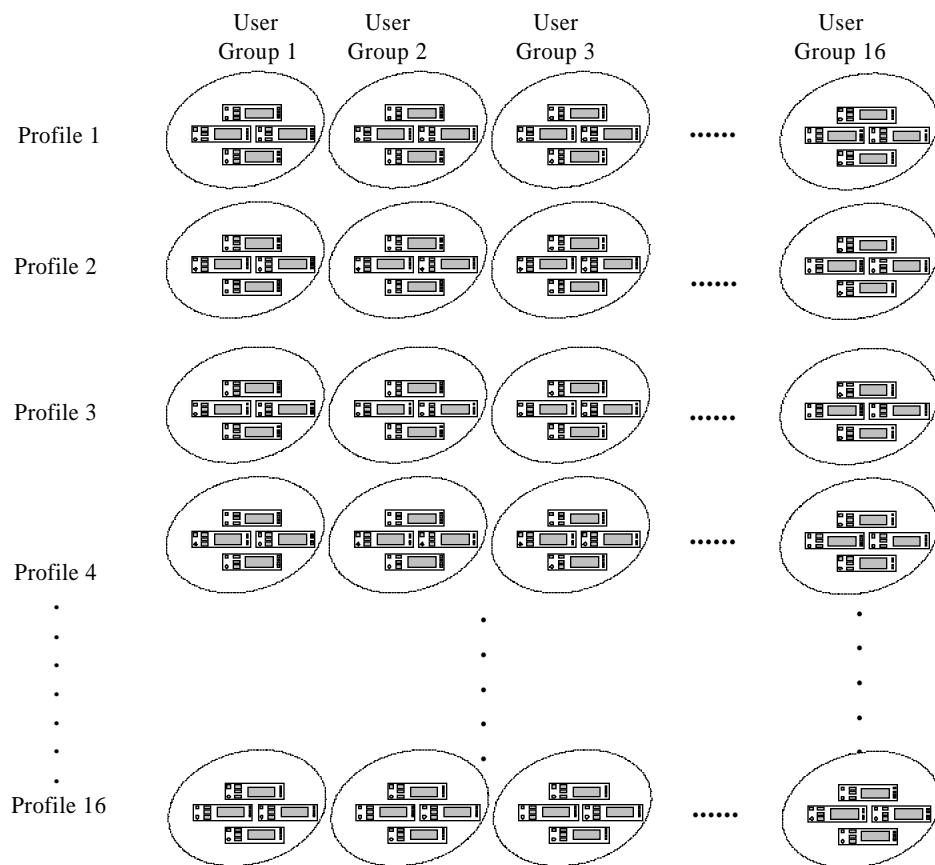 User
Group 1
User
Group 2
User
Group 3
User
Group 16
Profile 1
Profile 2
Profile 3
Profile 4
Profile 16